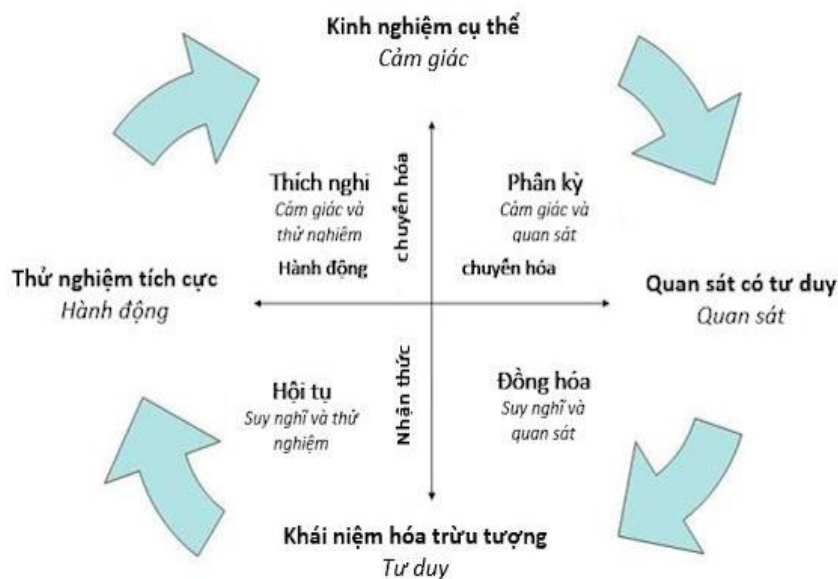 Kinh nghiệm cụ thể
Cảm giác
Thích nghi
Cảm giác và
thử nghiệm
chuyển hóa
Phân kỳ
Cảm giác và
quan sát
Thử nghiệm tích cực
Hành động
Hành động
chuyển hóa
Quan sát có tư duy
Quan sát
Hội tụ
Suy nghĩ và thử
nghiệm
Nhận thức
Đồng hóa
Suy nghĩ và
quan sát
Khái niệm hóa trừu tượng
Tư duy